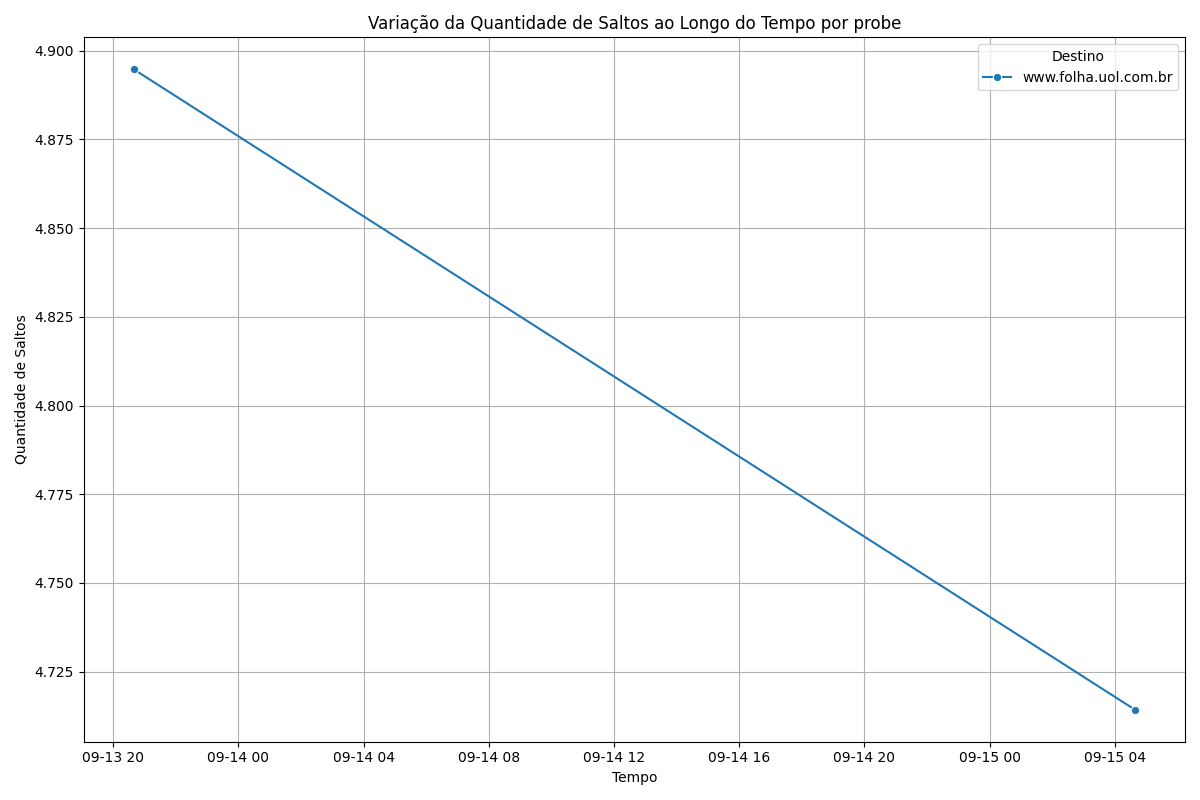 Variação da Quantidade de Saltos ao Longo do Tempo por probe
Destino
www.folha.uol.com.br
Quantidade de Saltos
4.900
4.875
4.850
4.825
4.800
4.775
4.750
4.725
09-13 20 09-14 00 09-14 04 09-14 08 09-14 12 09-14 16 09-14 20 09-15 00 09-15 04
Tempo